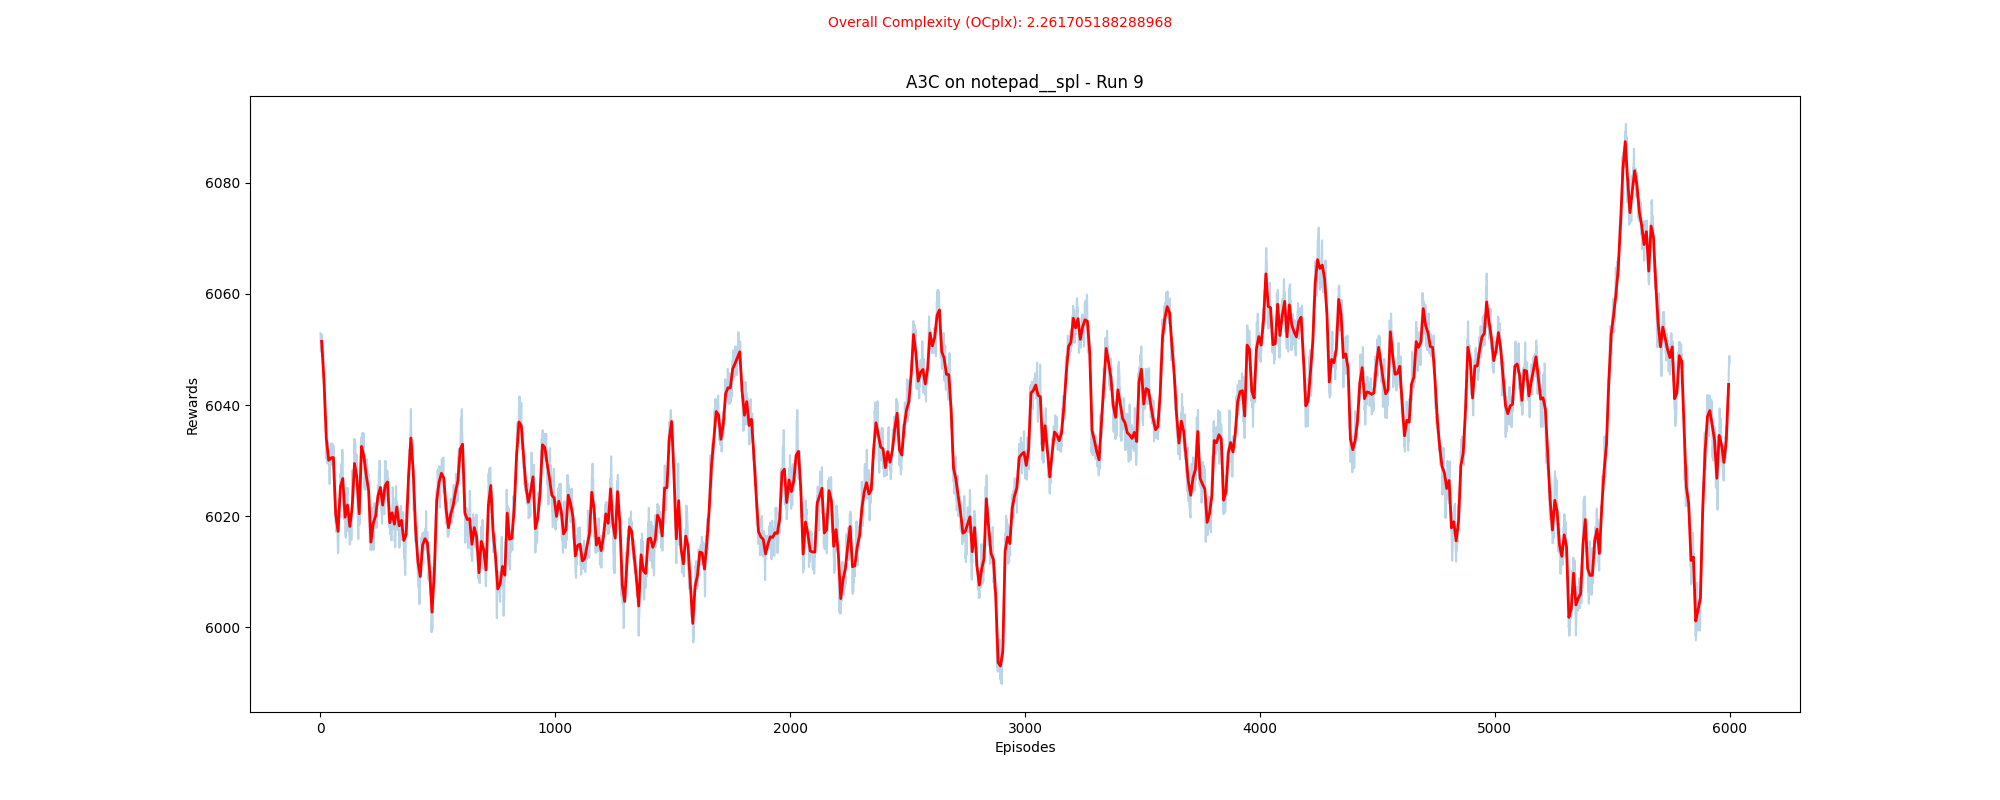 Overall Complexity (OCplx): 2.261705188288968
A3C on notepad__spl - Run 9
Rewards
6080
6060
6040
6020
6000
0 1000 2000 3000 4000 5000 6000
Episodes